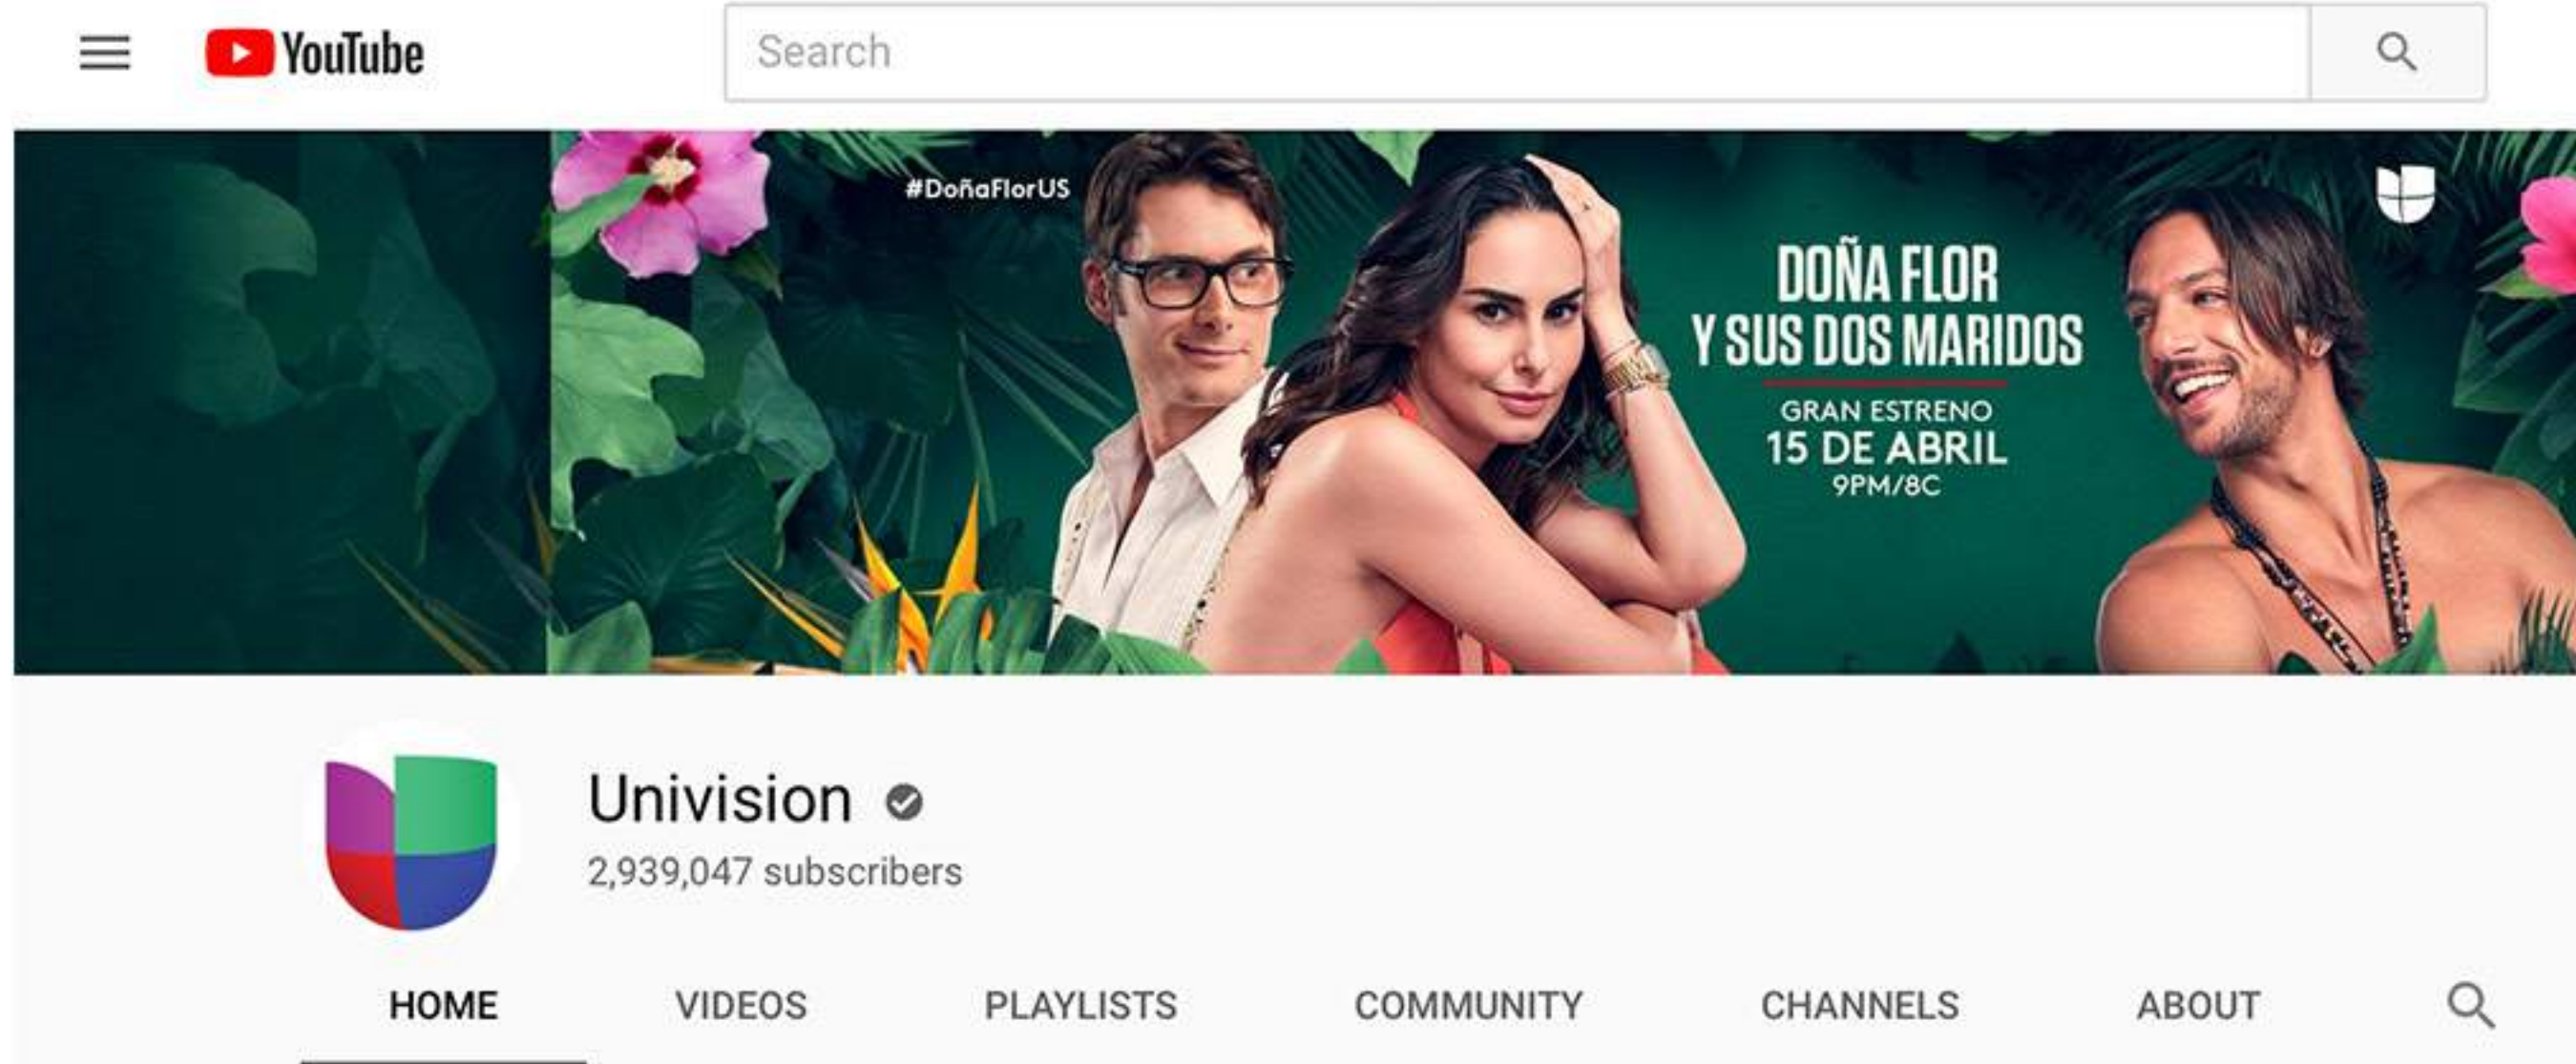 YouTube
Search
#DoñaFlorUS
DOÑA FLOR
Y SUS DOS MARIDOS
GRAN ESTRENO
15 DE ABRIL
9PM/8C
Univision
2,939,047 subscribers
HOME VIDEOS PLAYLISTS COMMUNITY CHANNELS ABOUT